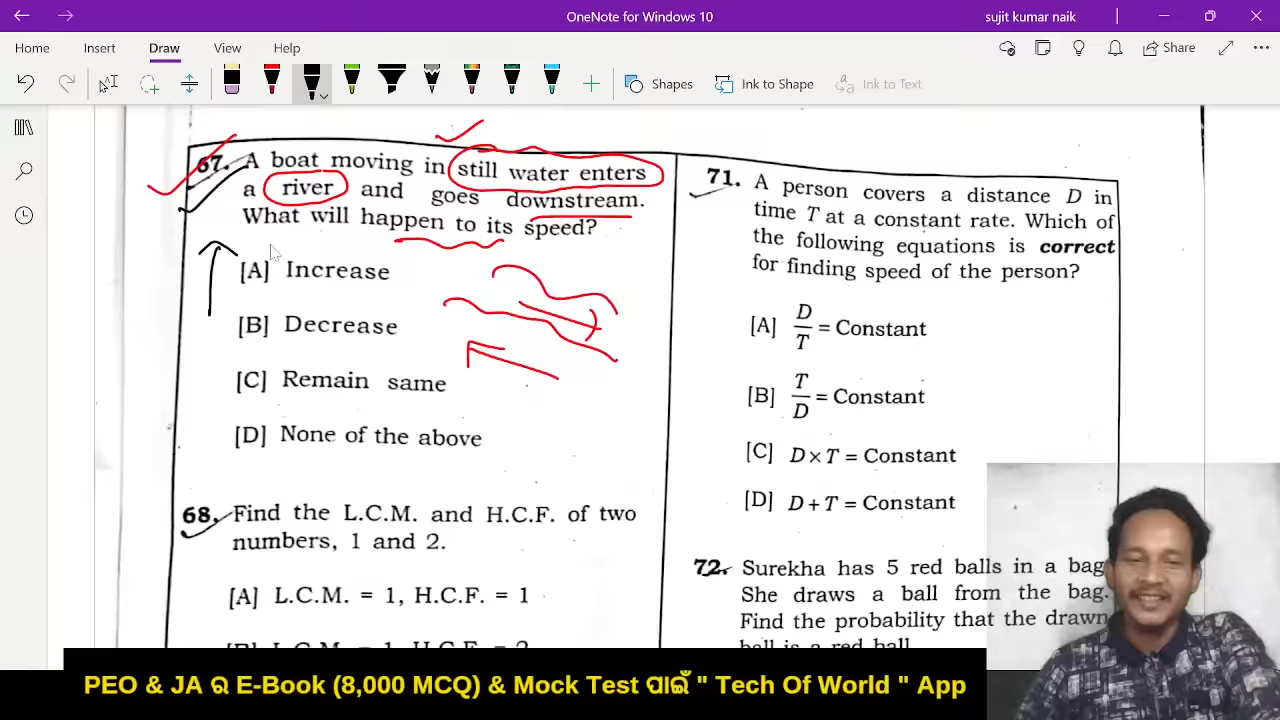 OneNote for Windows 10
sujit kumar naik
Home Insert Draw View Help
Share
Shapes
Ink to Shape
Ink to Text
67. A boat moving in still water enters
a river and goes downstream.
What will happen to its speed?
[A] Increase
[B] Decrease
[C] Remain same
[D] None of the above
68. Find the L.C.M. and H.C.F. of two
numbers, 1 and 2.
[A] L.C.M. = 1, H.C.F. = 1
[B] L.C.M. = 1, H.C.F. = 2
71. A person covers a distance D in
time T at a constant rate. Which of
the following equations is correct
for finding speed of the person?
[A] D/T = Constant
[B] T/D = Constant
[C] D × T = Constant
[D] D + T = Constant
72. Surekha has 5 red balls in a bag.
She draws a ball from the bag.
Find the probability that the drawn
ball is a red ball.
PEO & JA ର E-Book (8,000 MCQ) & Mock Test ପାଇଁ " Tech Of World " App